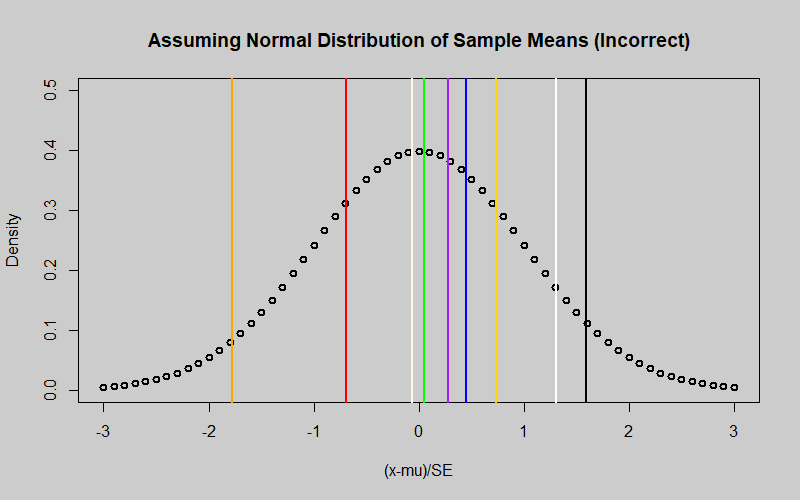 Assuming Normal Distribution of Sample Means (Incorrect)
Density
0.5
0.4
0.3
0.2
0.1
0.0
-3 -2 -1 0 1 2 3
(x-mu)/SE